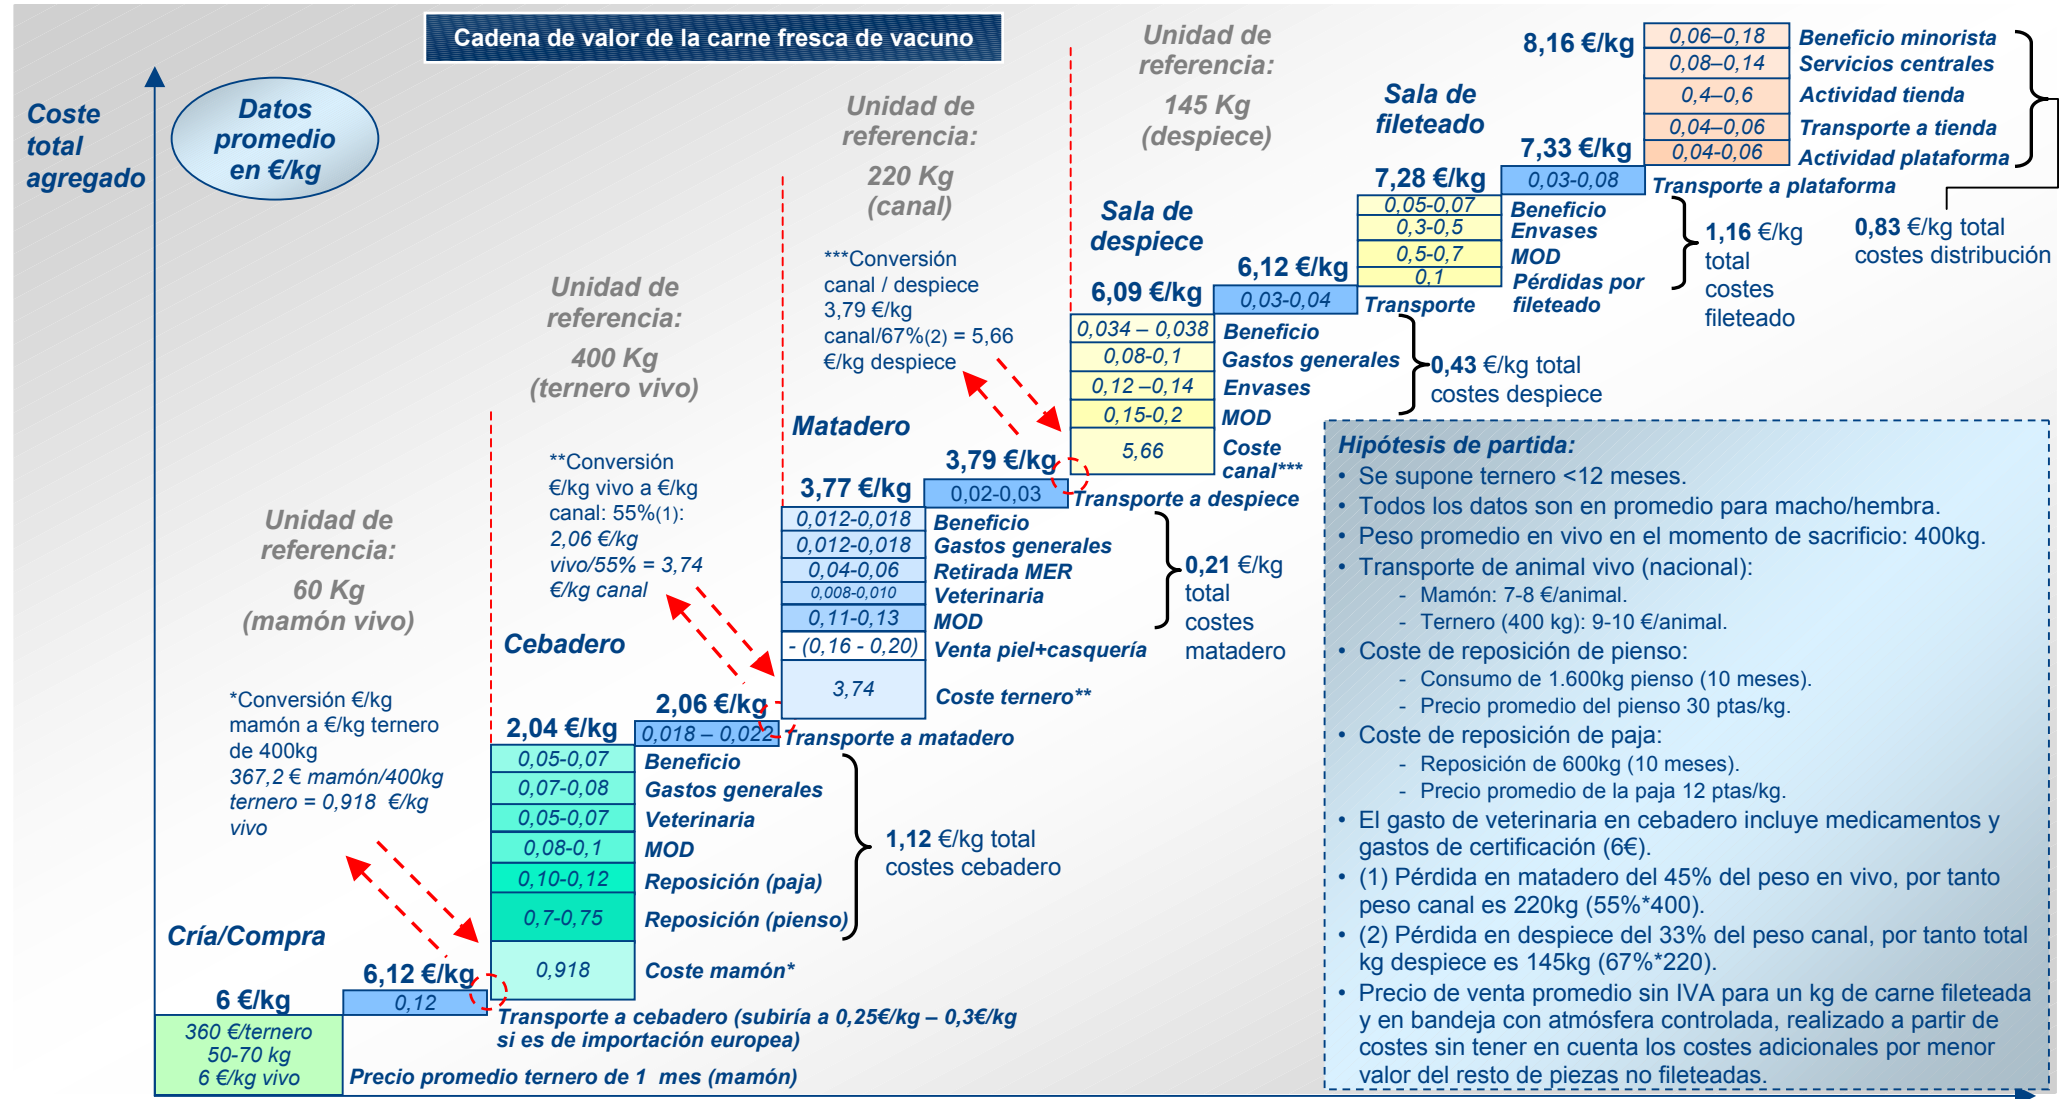 Cadena de valor de la carne fresca de vacuno
Coste
total
agregado
Datos
promedio
en €/kg
Unidad de
referencia:
60 Kg
(mamón vivo)
*Conversión €/kg
mamón a €/kg ternero
de 400kg
367,2 € mamón/400kg
ternero = 0,918 €/kg
vivo
Cría/Compra
6 €/kg
360 €/ternero
50-70 kg
6 €/kg vivo
Precio promedio ternero de 1 mes (mamón)
6,12 €/kg
0,12
Transporte a cebadero (subiría a 0,25€/kg – 0,3€/kg
si es de importación europea)
Unidad de
referencia:
400 Kg
(ternero vivo)
**Conversión
€/kg vivo a €/kg
canal: 55%(1):
2,06 €/kg
vivo/55% = 3,74
€/kg canal
Cebadero
2,04 €/kg
0,05-0,07 Beneficio
0,07-0,08 Gastos generales
0,05-0,07 Veterinaria
0,08-0,1 MOD
0,10-0,12 Reposición (paja)
0,7-0,75 Reposición (pienso)
0,918 Coste mamón*
1,12 €/kg total
costes cebadero
2,06 €/kg
0,018 – 0,022 Transporte a matadero
Unidad de
referencia:
220 Kg
(canal)
***Conversión
canal / despiece
3,79 €/kg
canal/67%(2) = 5,66
€/kg despiece
Matadero
3,77 €/kg
0,012-0,018 Beneficio
0,012-0,018 Gastos generales
0,04-0,06 Retirada MER
0,008-0,010 Veterinaria
0,11-0,13 MOD
- (0,16 - 0,20) Venta piel+casquería
3,74 Coste ternero**
0,21 €/kg
total
costes
matadero
3,79 €/kg
0,02-0,03 Transporte a despiece
Unidad de
referencia:
145 Kg
(despiece)
Sala de
despiece
6,09 €/kg
0,034 – 0,038 Beneficio
0,08-0,1 Gastos generales
0,12 –0,14 Envases
0,15-0,2 MOD
5,66 Coste
canal***
0,43 €/kg total
costes despiece
6,12 €/kg
0,03-0,04 Transporte
Sala de
fileteado
7,28 €/kg
0,05-0,07 Beneficio
0,3-0,5 Envases
0,5-0,7 MOD
0,1 Pérdidas por
fileteado
1,16 €/kg
total
costes
fileteado
7,33 €/kg
0,03-0,08 Transporte a plataforma
8,16 €/kg
0,06–0,18 Beneficio minorista
0,08–0,14 Servicios centrales
0,4–0,6 Actividad tienda
0,04–0,06 Transporte a tienda
0,04-0,06 Actividad plataforma
0,83 €/kg total
costes distribución
Hipótesis de partida:
• Se supone ternero <12 meses.
• Todos los datos son en promedio para macho/hembra.
• Peso promedio en vivo en el momento de sacrificio: 400kg.
• Transporte de animal vivo (nacional):
- Mamón: 7-8 €/animal.
- Ternero (400 kg): 9-10 €/animal.
• Coste de reposición de pienso:
- Consumo de 1.600kg pienso (10 meses).
- Precio promedio del pienso 30 ptas/kg.
• Coste de reposición de paja:
- Reposición de 600kg (10 meses).
- Precio promedio de la paja 12 ptas/kg.
• El gasto de veterinaria en cebadero incluye medicamentos y
gastos de certificación (6€).
• (1) Pérdida en matadero del 45% del peso en vivo, por tanto
peso canal es 220kg (55%*400).
• (2) Pérdida en despiece del 33% del peso canal, por tanto total
kg despiece es 145kg (67%*220).
• Precio de venta promedio sin IVA para un kg de carne fileteada
y en bandeja con atmósfera controlada, realizado a partir de
costes sin tener en cuenta los costes adicionales por menor
valor del resto de piezas no fileteadas.